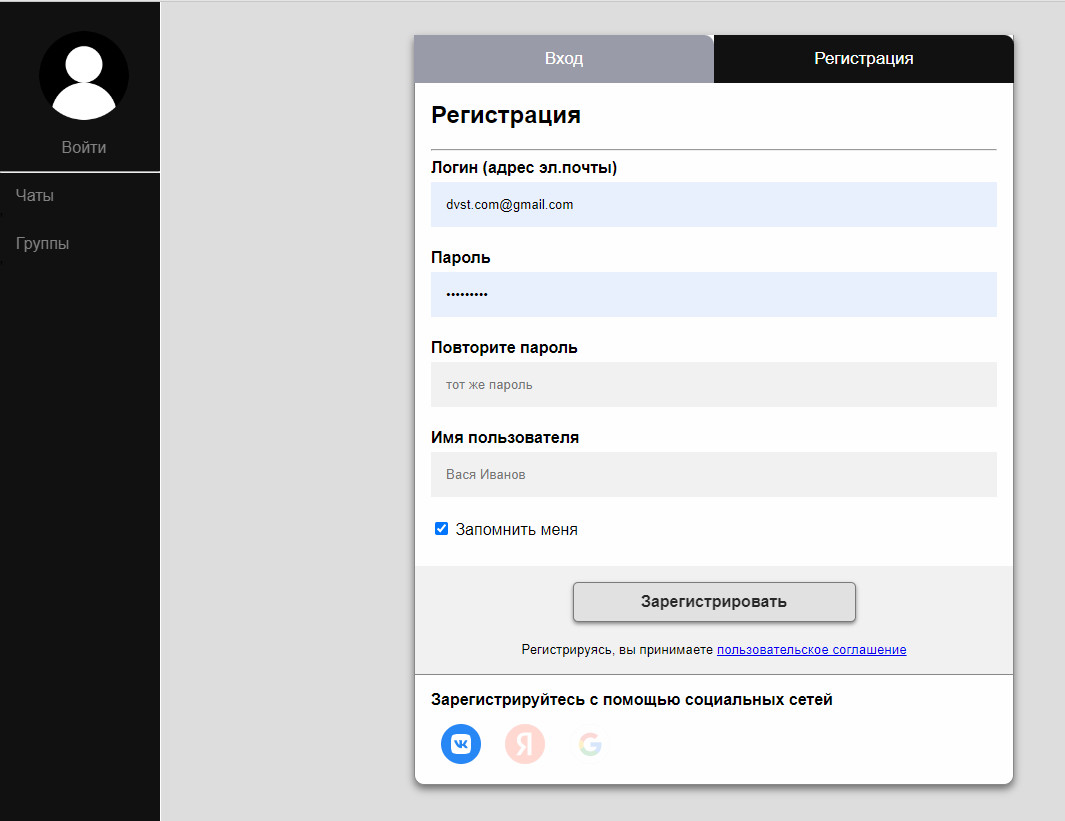 Войти
Чаты
Группы
Вход
Регистрация
Регистрация
Логин (адрес эл.почты)
dvst.com@gmail.com
Пароль
•••••••••
Повторите пароль
тот же пароль
Имя пользователя
Вася Иванов
Запомнить меня
Зарегистрировать
Регистрируясь, вы принимаете пользовательское соглашение
Зарегистрируйтесь с помощью социальных сетей
Я
G